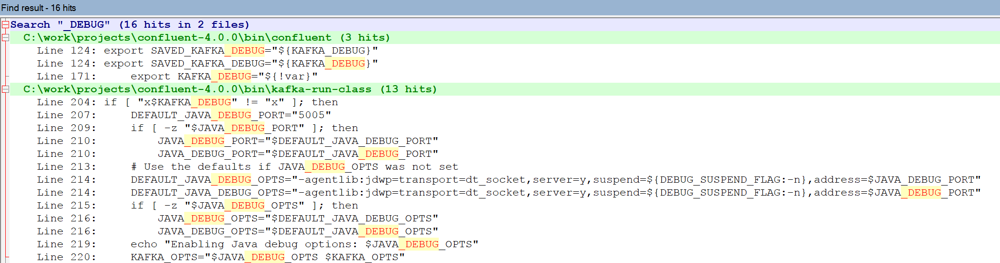 Find result - 16 hits
Search "_DEBUG" (16 hits in 2 files)
C:\work\projects\confluent-4.0.0\bin\confluent (3 hits)
Line 124: export SAVED_KAFKA_DEBUG="${KAFKA_DEBUG}"
Line 124: export SAVED_KAFKA_DEBUG="${KAFKA_DEBUG}"
Line 171:     export KAFKA_DEBUG="${!var}"
C:\work\projects\confluent-4.0.0\bin\kafka-run-class (13 hits)
Line 204: if [ "x$KAFKA_DEBUG" != "x" ]; then
Line 207:     DEFAULT_JAVA_DEBUG_PORT="5005"
Line 209:     if [ -z "$JAVA_DEBUG_PORT" ]; then
Line 210:         JAVA_DEBUG_PORT="$DEFAULT_JAVA_DEBUG_PORT"
Line 210:         JAVA_DEBUG_PORT="$DEFAULT_JAVA_DEBUG_PORT"
Line 213:     # Use the defaults if JAVA_DEBUG_OPTS was not set
Line 214:     DEFAULT_JAVA_DEBUG_OPTS="-agentlib:jdwp=transport=dt_socket,server=y,suspend=${DEBUG_SUSPEND_FLAG:-n},address=$JAVA_DEBUG_PORT"
Line 214:     DEFAULT_JAVA_DEBUG_OPTS="-agentlib:jdwp=transport=dt_socket,server=y,suspend=${DEBUG_SUSPEND_FLAG:-n},address=$JAVA_DEBUG_PORT"
Line 215:     if [ -z "$JAVA_DEBUG_OPTS" ]; then
Line 216:         JAVA_DEBUG_OPTS="$DEFAULT_JAVA_DEBUG_OPTS"
Line 216:         JAVA_DEBUG_OPTS="$DEFAULT_JAVA_DEBUG_OPTS"
Line 219:     echo "Enabling Java debug options: $JAVA_DEBUG_OPTS"
Line 220:     KAFKA_OPTS="$JAVA_DEBUG_OPTS $KAFKA_OPTS"